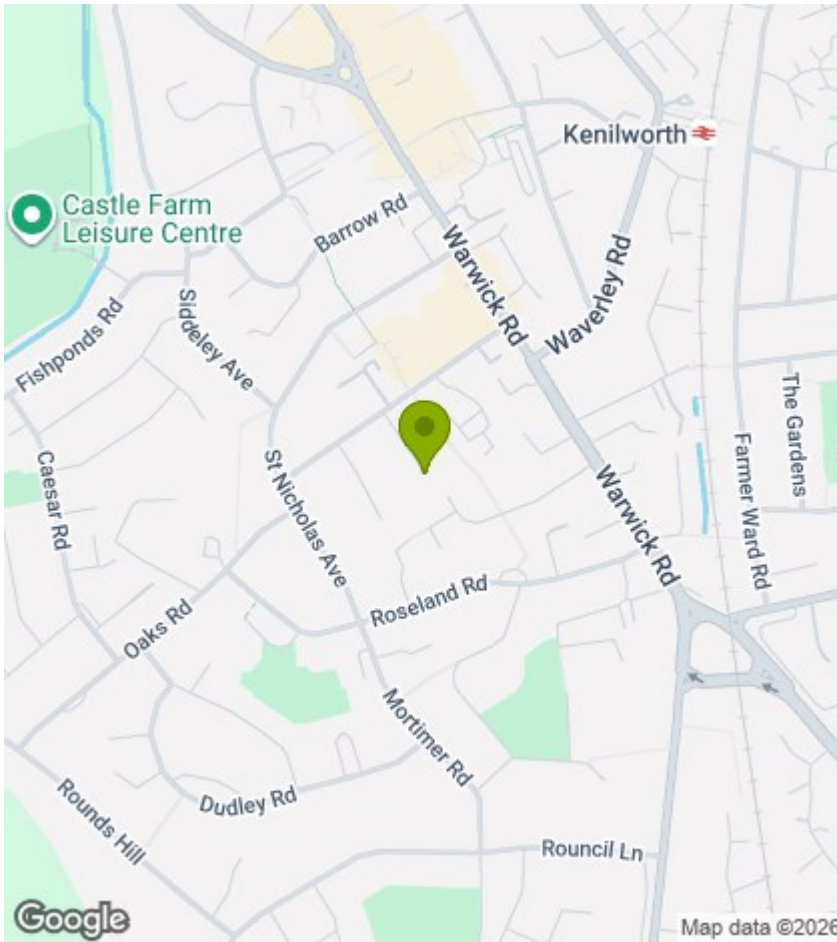 Kenilworth
Castle Farm
Leisure Centre
Barrow Rd
Warwick Rd
Waverley Rd
Fishponds Rd
Siddeley Ave
The Gardens
Caesar Rd
St Nicholas Ave
Farmer Ward Rd
Warwick Rd
Roseland Rd
Oaks Rd
Mortimer Rd
Dudley Rd
Rounds Hill
Rouncil Ln
Google
Map data ©2026